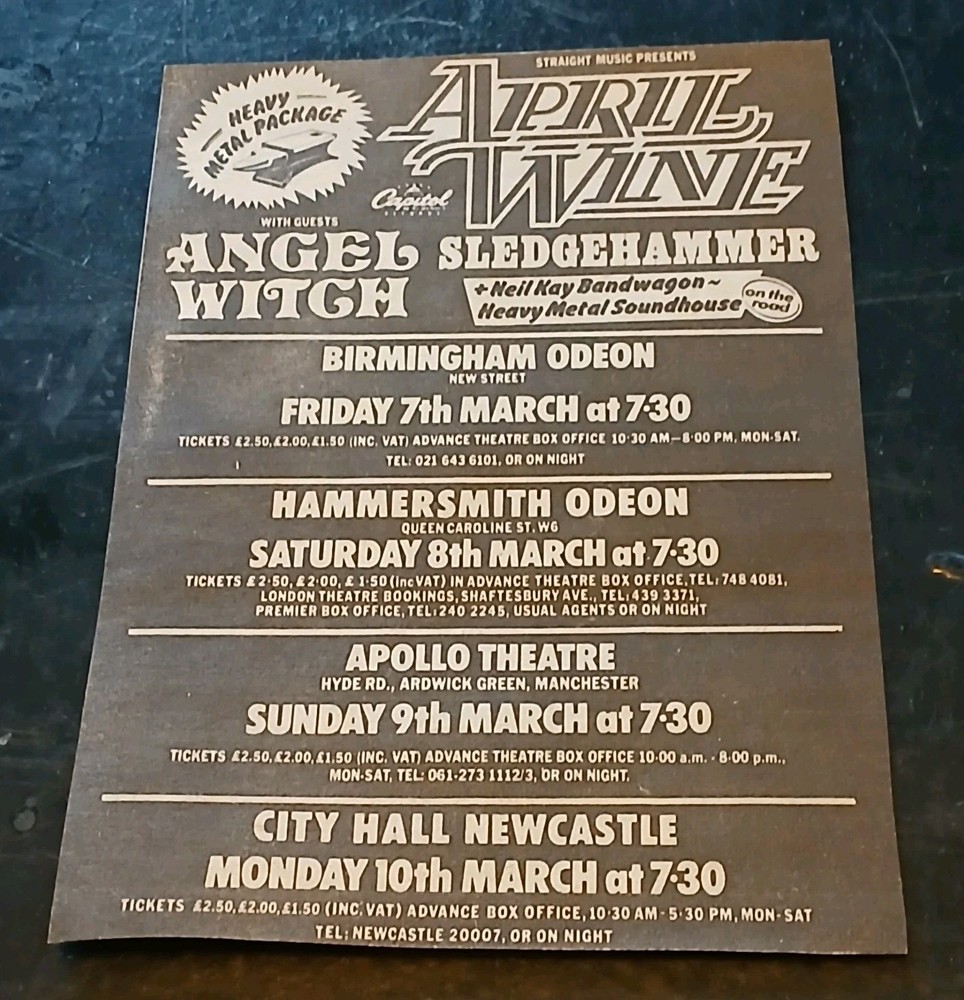 STRAIGHT MUSIC PRESENTS
HEAVY
METAL PACKAGE
APRIL
WINE
Capitol
WITH GUESTS
ANGEL
WITCH
SLEDGEHAMMER
+ Neil Kay Bandwagon ~
Heavy Metal Soundhouse
on the
road
BIRMINGHAM ODEON
NEW STREET
FRIDAY 7th MARCH at 7·30
TICKETS £2.50, £2.00, £1.50 (INC. VAT) ADVANCE THEATRE BOX OFFICE 10·30 AM–8·00 PM, MON-SAT.
TEL: 021 643 6101, OR ON NIGHT
HAMMERSMITH ODEON
QUEEN CAROLINE ST. W6
SATURDAY 8th MARCH at 7·30
TICKETS £2·50, £2·00, £1·50 (inc VAT) IN ADVANCE THEATRE BOX OFFICE, TEL: 748 4081,
LONDON THEATRE BOOKINGS, SHAFTESBURY AVE., TEL: 439 3371,
PREMIER BOX OFFICE, TEL: 240 2245, USUAL AGENTS OR ON NIGHT
APOLLO THEATRE
HYDE RD., ARDWICK GREEN, MANCHESTER
SUNDAY 9th MARCH at 7·30
TICKETS £2.50, £2.00, £1.50 (INC. VAT) ADVANCE THEATRE BOX OFFICE 10·00 a.m. - 8·00 p.m.,
MON-SAT, TEL: 061-273 1112/3, OR ON NIGHT.
CITY HALL NEWCASTLE
MONDAY 10th MARCH at 7·30
TICKETS £2.50, £2.00, £1.50 (INC. VAT) ADVANCE BOX OFFICE, 10·30 AM - 5·30 PM, MON-SAT
TEL: NEWCASTLE 20007, OR ON NIGHT